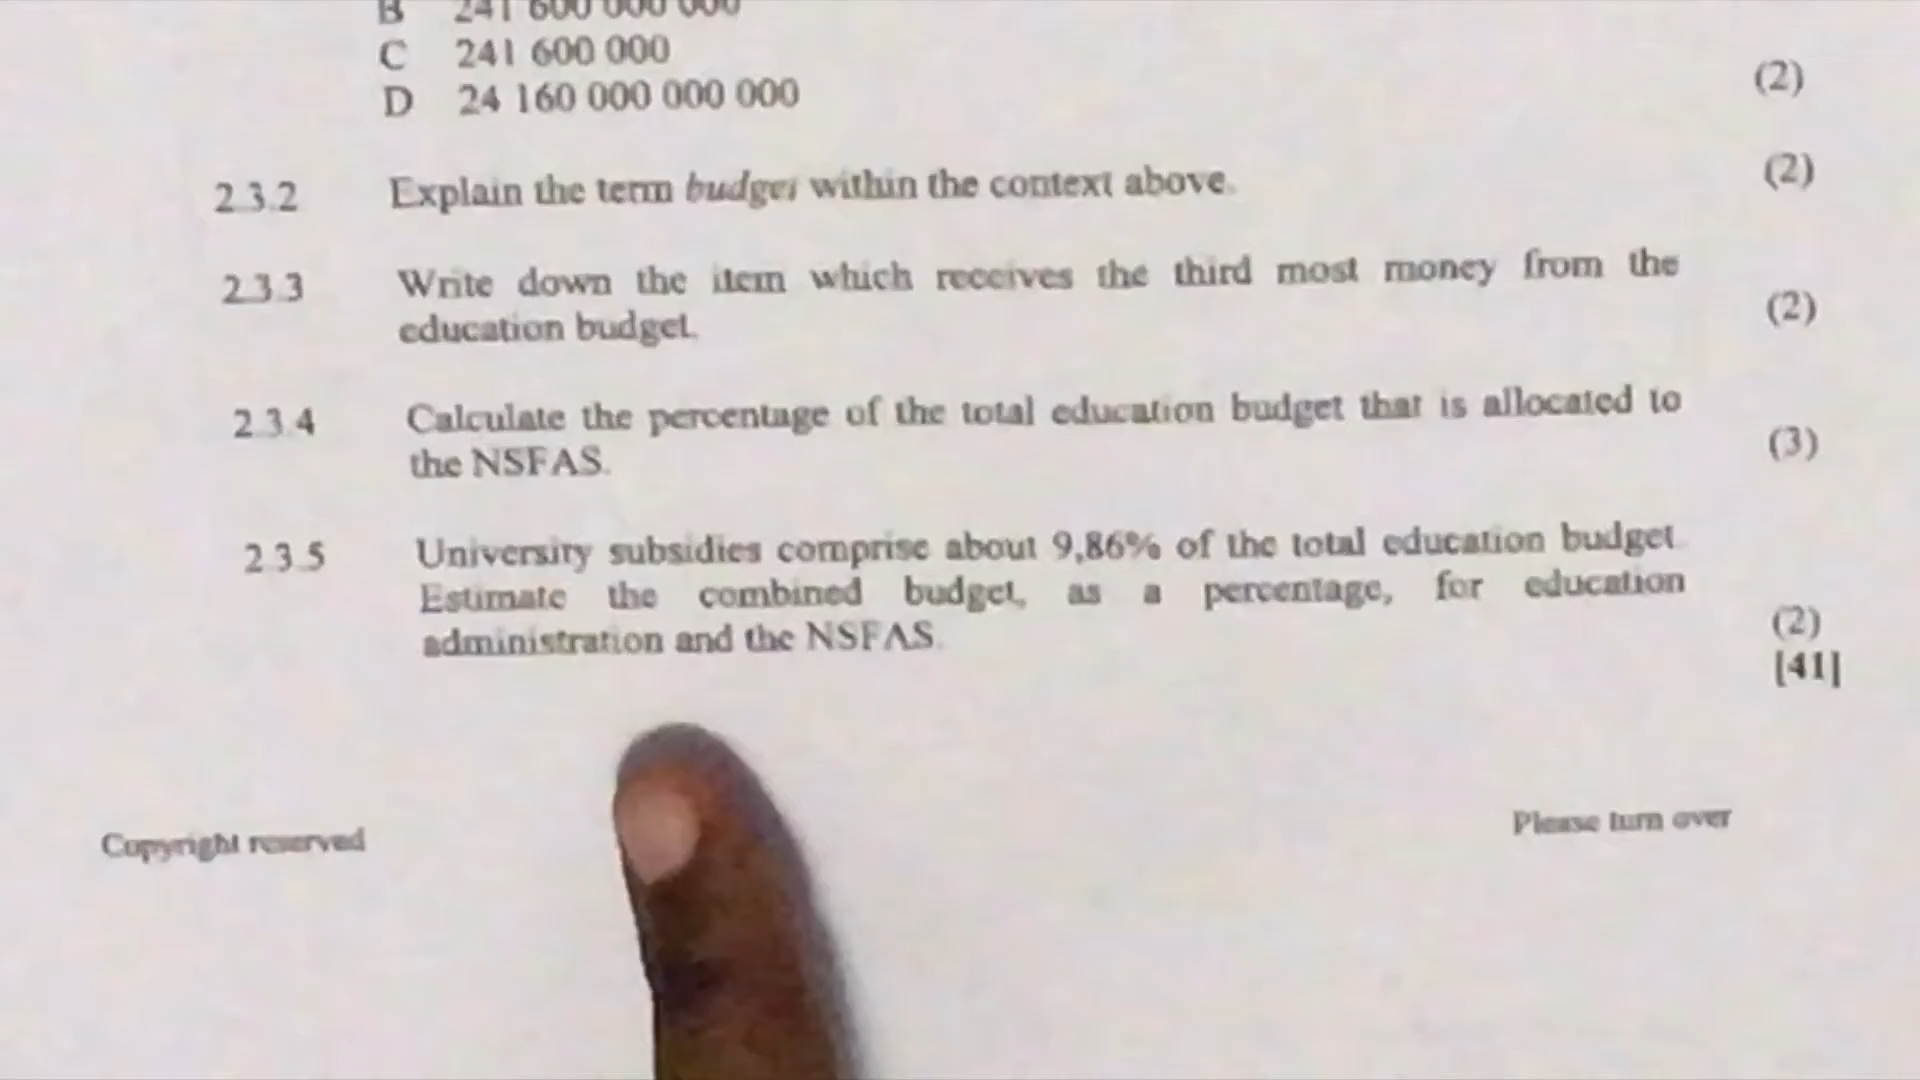 B 241 600 000 000
C 241 600 000
D 24 160 000 000 000
(2)
2.3.2 Explain the term budget within the context above. (2)
2.3.3 Write down the item which receives the third most money from the
education budget. (2)
2.3.4 Calculate the percentage of the total education budget that is allocated to
the NSFAS. (3)
2.3.5 University subsidies comprise about 9,86% of the total education budget.
Estimate the combined budget, as a percentage, for education
administration and the NSFAS. (2)
[41]
Copyright reserved
Please turn over